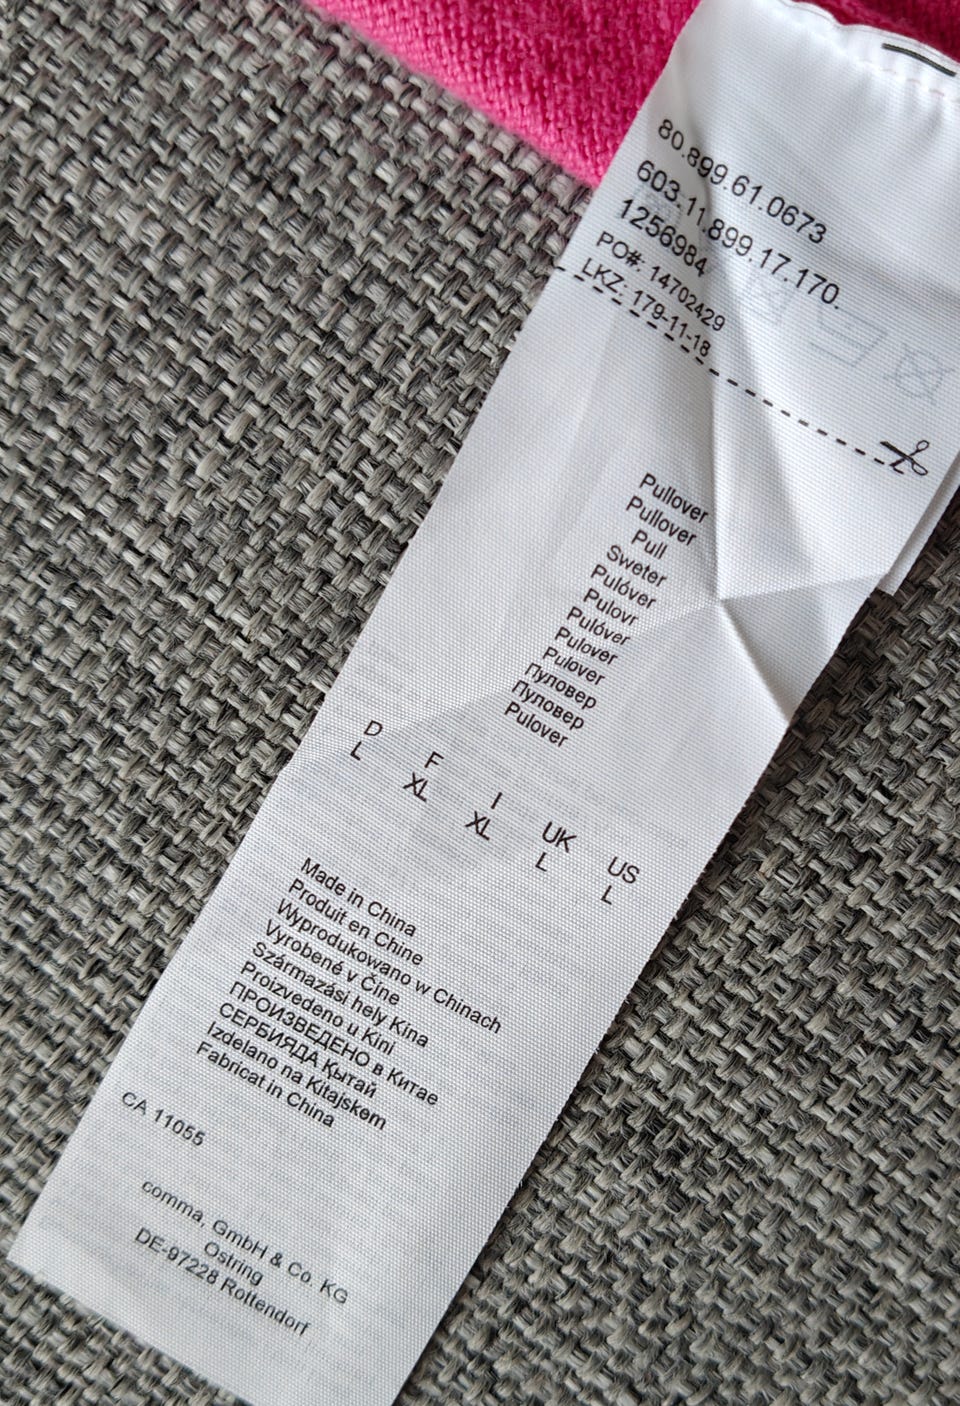 80.899.61.0673
603.11.899.17.170.
1256984
PO#: 14702429
LKZ: 179-11-18
Pullover
Pullover
Pull
Sweter
Pulóver
Pulovr
Pulóver
Pulover
Pulover
Пуловер
Пуловер
Pulover
D F I UK US
L XL XL L L
Made in China
Produit en Chine
Wyprodukowano w Chinach
Vyrobené v Číne
Származási hely Kína
Proizvedeno u Kini
ПРОИЗВЕДЕНО в Китае
СЕРБИЯДА Қытай
Izdelano na Kitajskem
Fabricat in China
CA 11055
comma, GmbH & Co. KG
Ostring
DE-97228 Rottendorf